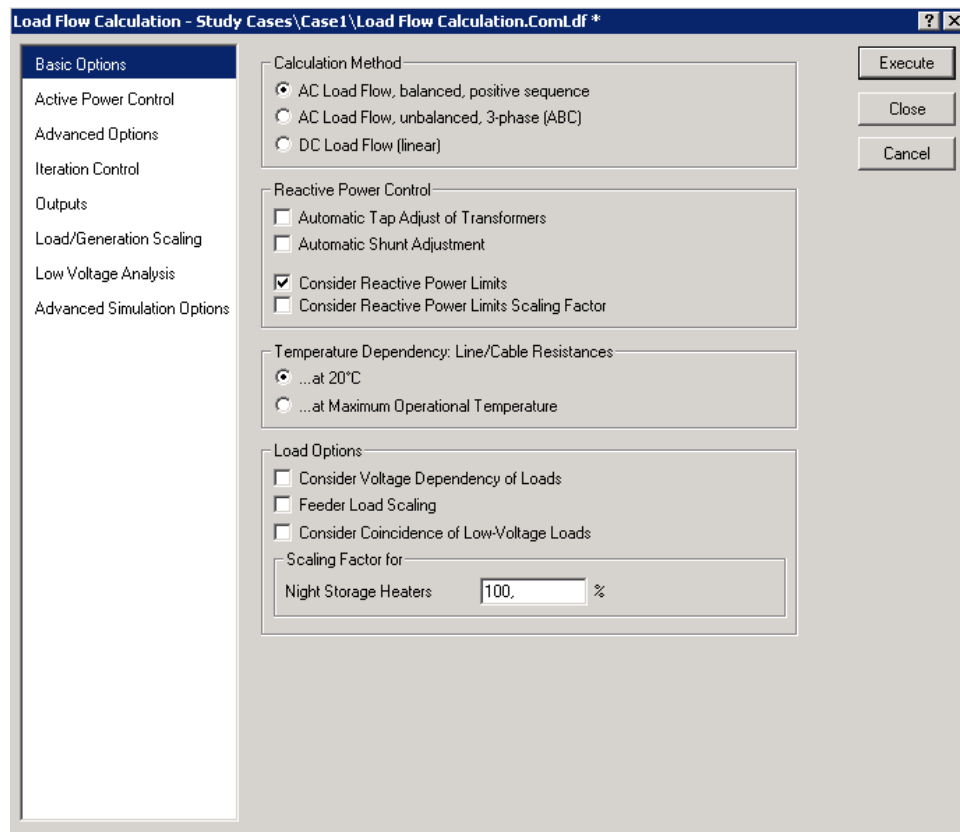 Load Flow Calculation - Study Cases\Case1\Load Flow Calculation.ComLdf *
Basic Options
Active Power Control
Advanced Options
Iteration Control
Outputs
Load/Generation Scaling
Low Voltage Analysis
Advanced Simulation Options
Calculation Method
AC Load Flow, balanced, positive sequence
AC Load Flow, unbalanced, 3-phase (ABC)
DC Load Flow (linear)
Reactive Power Control
Automatic Tap Adjust of Transformers
Automatic Shunt Adjustment
Consider Reactive Power Limits
Consider Reactive Power Limits Scaling Factor
Temperature Dependency: Line/Cable Resistances
...at 20°C
...at Maximum Operational Temperature
Load Options
Consider Voltage Dependency of Loads
Feeder Load Scaling
Consider Coincidence of Low-Voltage Loads
Scaling Factor for
Night Storage Heaters 100, %
Execute
Close
Cancel